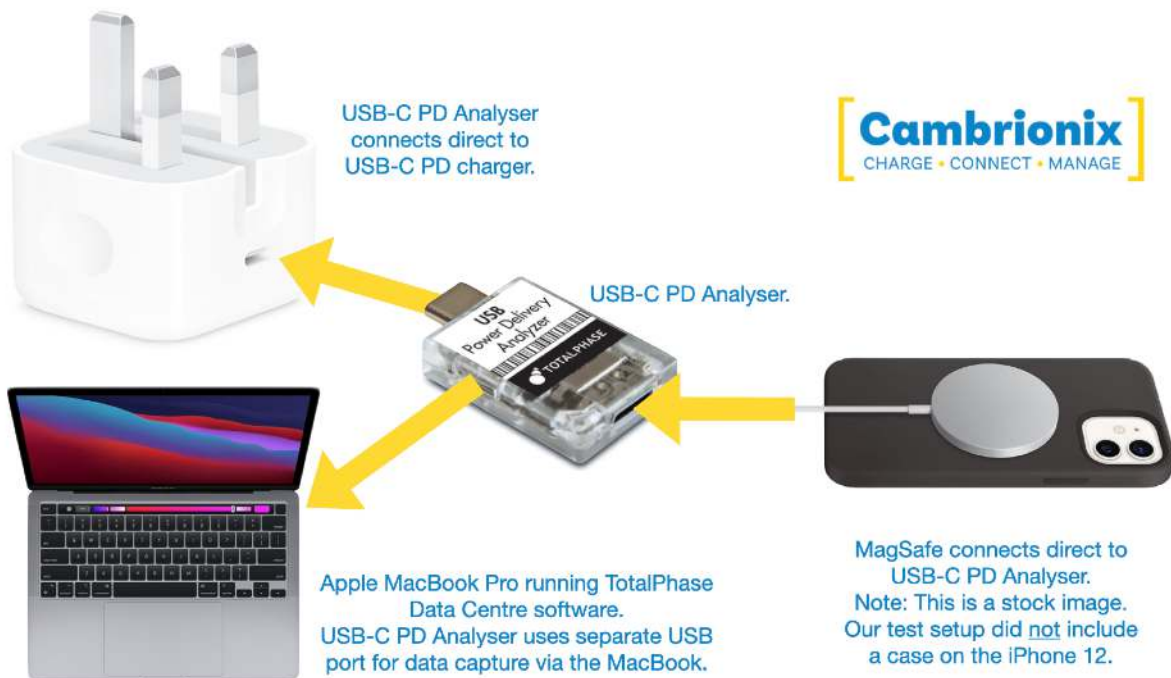 USB-C PD Analyser
connects direct to
USB-C PD charger.
Cambrionix
CHARGE • CONNECT • MANAGE
USB-C PD Analyser.
USB
Power Delivery
Analyzer
TOTALPHASE
Apple MacBook Pro running TotalPhase
Data Centre software.
USB-C PD Analyser uses separate USB
port for data capture via the MacBook.
MagSafe connects direct to
USB-C PD Analyser.
Note: This is a stock image.
Our test setup did not include
a case on the iPhone 12.